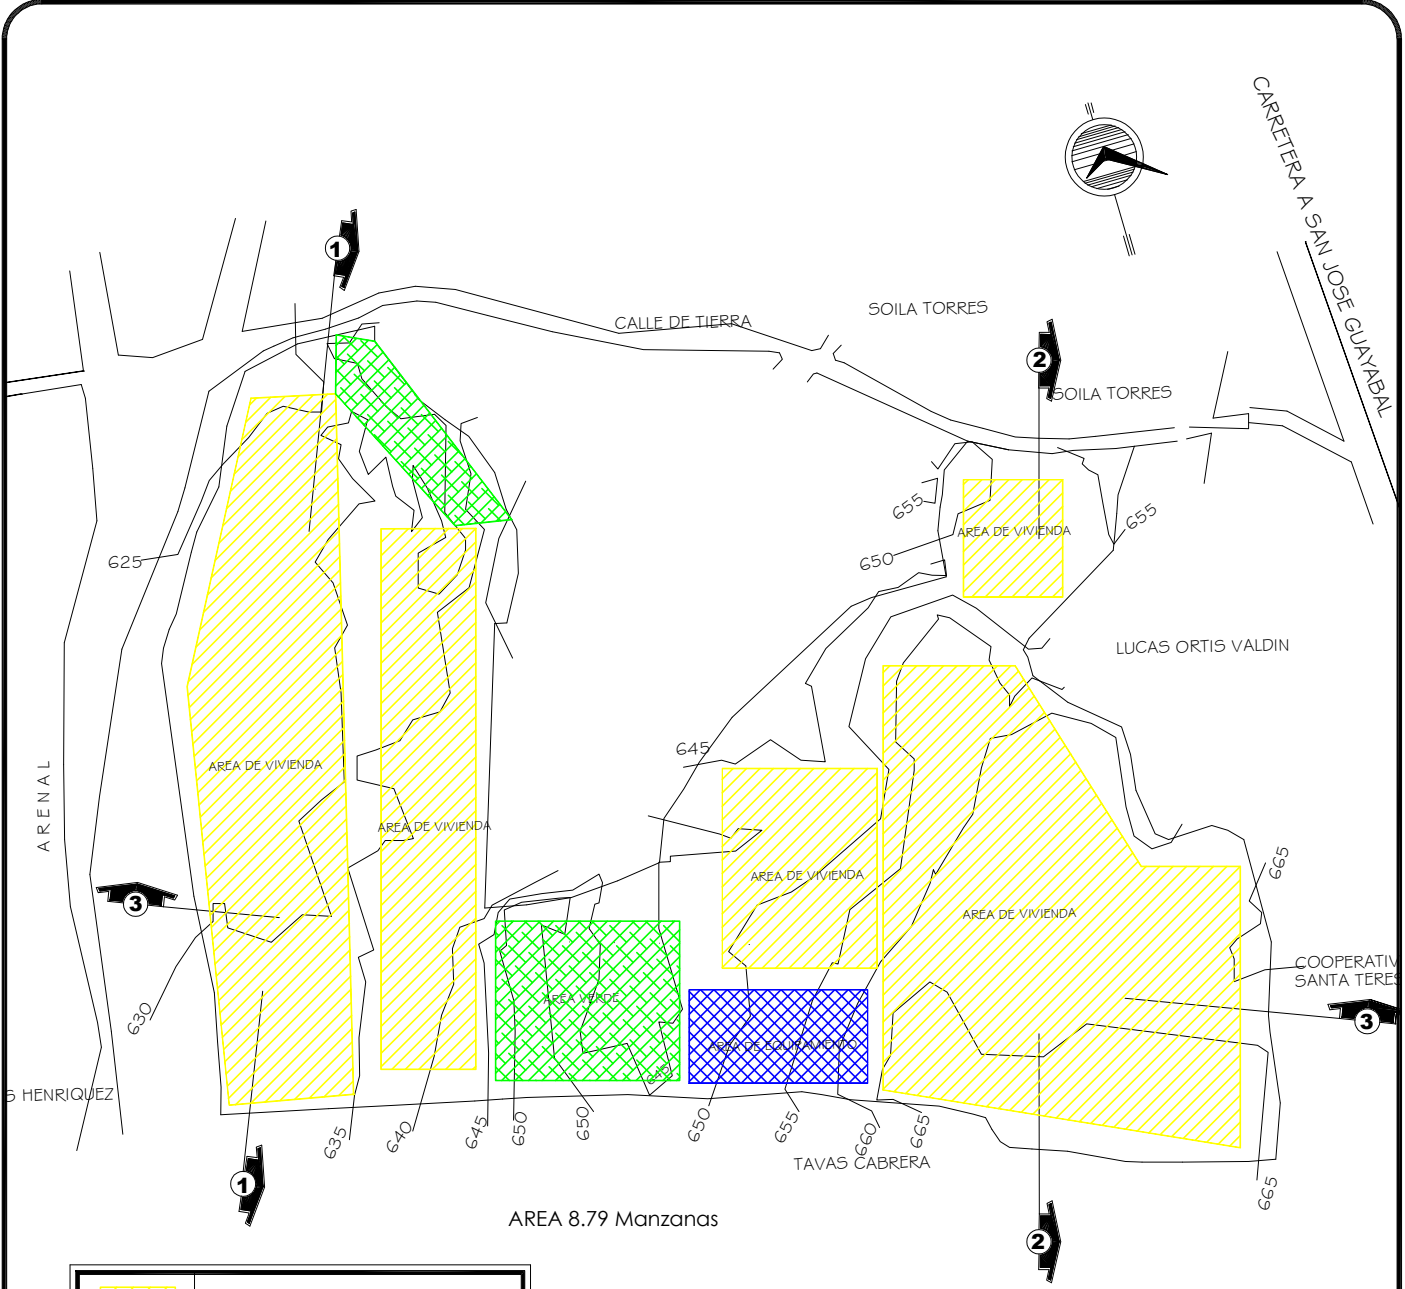 CARRETERA A SAN JOSE GUAYABAL
1
SOILA TORRES
CALLE DE TIERRA
2
SOILA TORRES
655
655
AREA DE VIVIENDA
650
625
LUCAS ORTIS VALDIN
645
AREA DE VIVIENDA
ARENAL
AREA DE VIVIENDA
665
AREA DE VIVIENDA
3
AREA DE VIVIENDA
COOPERATIV
SANTA TERES
AREA VERDE
630
3
AREA DE EQUIPAMIENTO
645
S HENRIQUEZ
635
640
645
650
650
650
655
660
665
TAVAS CABRERA
1
665
AREA 8.79 Manzanas
2